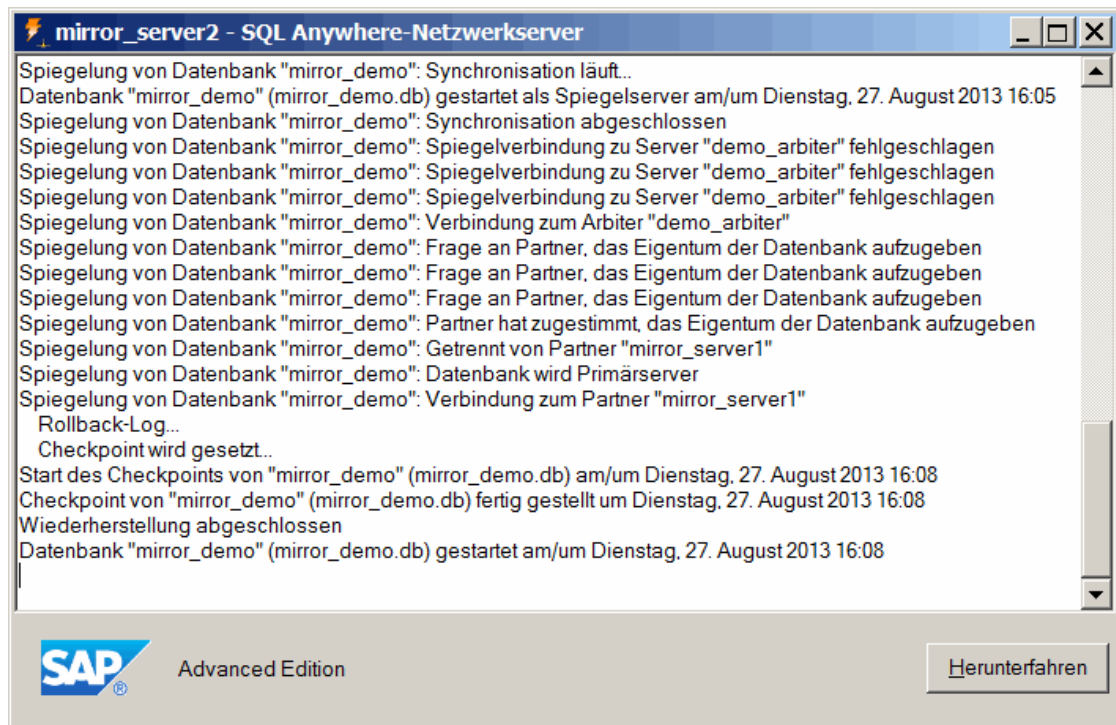 mirror_server2 - SQL Anywhere-Netzwerkserver
Spiegelung von Datenbank "mirror_demo": Synchronisation läuft...
Datenbank "mirror_demo" (mirror_demo.db) gestartet als Spiegelserver am/um Dienstag, 27. August 2013 16:05
Spiegelung von Datenbank "mirror_demo": Synchronisation abgeschlossen
Spiegelung von Datenbank "mirror_demo": Spiegelverbindung zu Server "demo_arbiter" fehlgeschlagen
Spiegelung von Datenbank "mirror_demo": Spiegelverbindung zu Server "demo_arbiter" fehlgeschlagen
Spiegelung von Datenbank "mirror_demo": Spiegelverbindung zu Server "demo_arbiter" fehlgeschlagen
Spiegelung von Datenbank "mirror_demo": Verbindung zum Arbiter "demo_arbiter"
Spiegelung von Datenbank "mirror_demo": Frage an Partner, das Eigentum der Datenbank aufzugeben
Spiegelung von Datenbank "mirror_demo": Frage an Partner, das Eigentum der Datenbank aufzugeben
Spiegelung von Datenbank "mirror_demo": Frage an Partner, das Eigentum der Datenbank aufzugeben
Spiegelung von Datenbank "mirror_demo": Partner hat zugestimmt, das Eigentum der Datenbank aufzugeben
Spiegelung von Datenbank "mirror_demo": Getrennt von Partner "mirror_server1"
Spiegelung von Datenbank "mirror_demo": Datenbank wird Primärserver
Spiegelung von Datenbank "mirror_demo": Verbindung zum Partner "mirror_server1"
Rollback-Log...
Checkpoint wird gesetzt...
Start des Checkpoints von "mirror_demo" (mirror_demo.db) am/um Dienstag, 27. August 2013 16:08
Checkpoint von "mirror_demo" (mirror_demo.db) fertig gestellt um Dienstag, 27. August 2013 16:08
Wiederherstellung abgeschlossen
Datenbank "mirror_demo" (mirror_demo.db) gestartet am/um Dienstag, 27. August 2013 16:08
SAP®
Advanced Edition
Herunterfahren